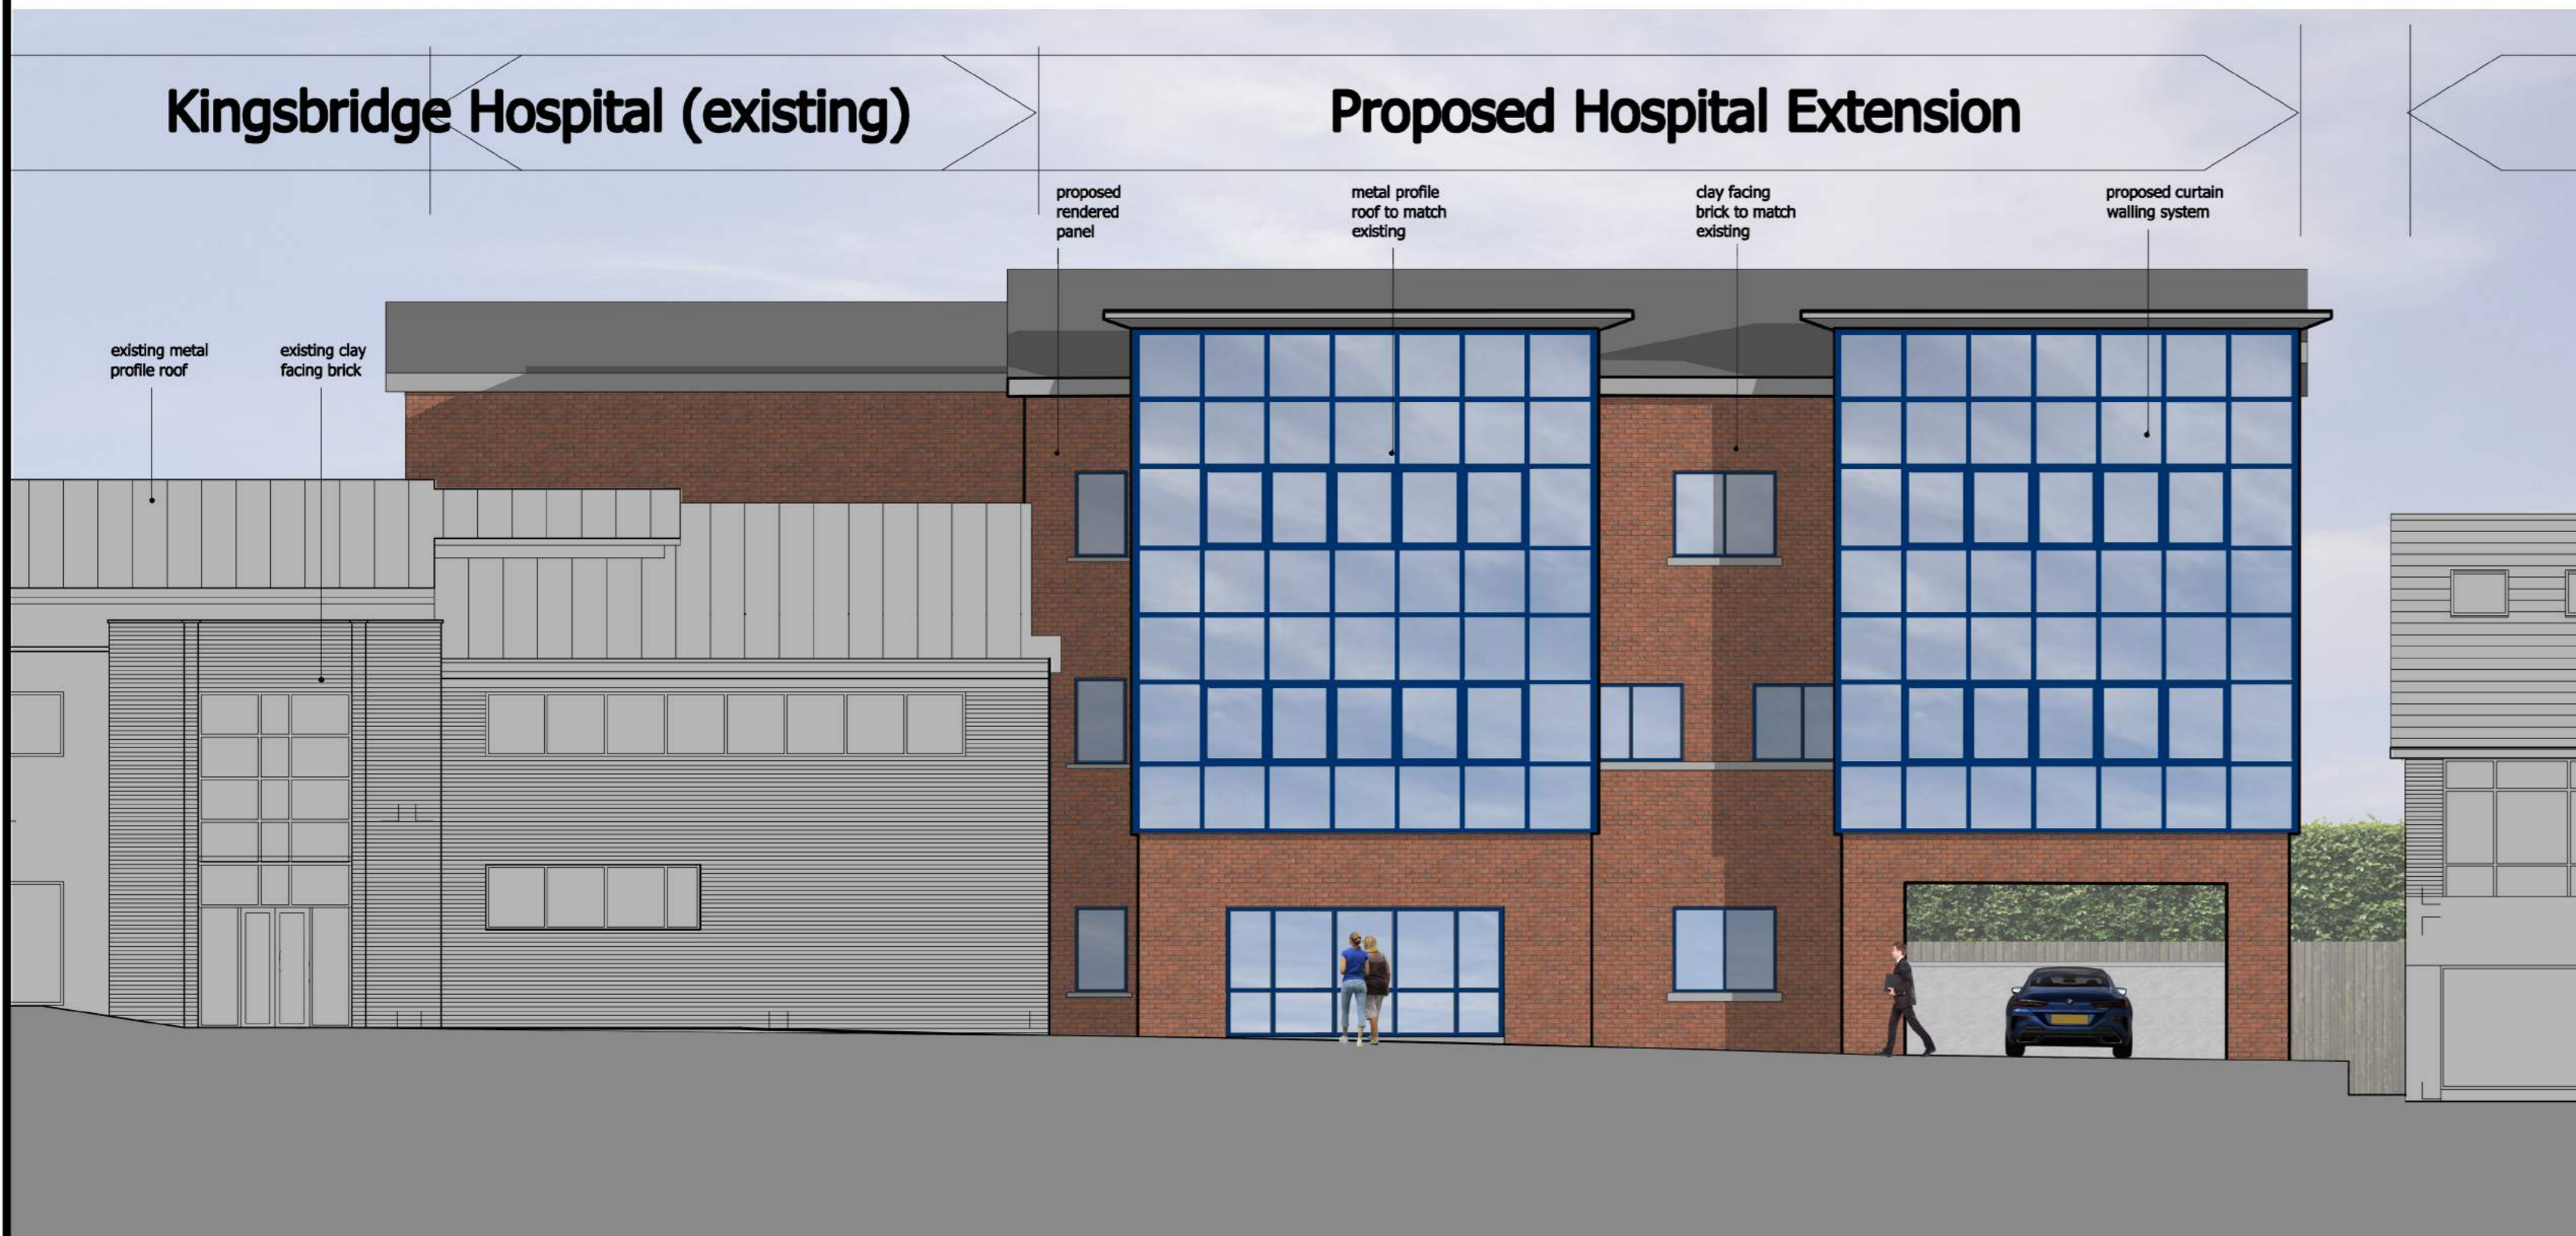 Kingsbridge Hospital (existing)
Proposed Hospital Extension
proposed
rendered
panel
metal profile
roof to match
existing
clay facing
brick to match
existing
proposed curtain
walling system
existing metal
profile roof
existing clay
facing brick